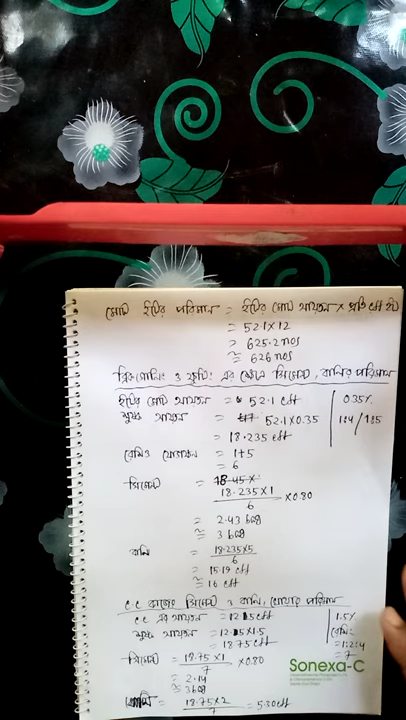 মোট ইটের পরিমান = ইটের মোট আয়তন × প্রতি cft ইট
= 52.1×12
= 625.2 nos
≅ 626 nos
ও এর ক্ষেত্রে সিমেন্ট, বালির পরিমান
ইটের মোট আয়তন = 52.1 cft
0.35%
শুষ্ক আয়তন = 52.1×0.35
1:4 / 1:5
= 18.235 cft
রেশিও যোগফল = 1+5
= 6
সিমেন্ট = 18.235×1/6 ×0.80
= 2.43 bag
≅ 3 bag
বালি = 18.235×5/6
= 15.19 cft
≅ 16 cft
c.c কাজের সিমেন্ট ও বালি, খোয়ার পরিমান
cc এর আয়তন = 12.5 cft
1.5%
শুষ্ক আয়তন = 12.5×1.5
রেশিও:
= 18.75 cft
= 1:2:4
= 7
সিমেন্ট = 18.75×1/7 ×0.80
= 2.14
≅ 3 bag
বালি = 18.75×2/7 = 5.30 cft
Sonexa-C